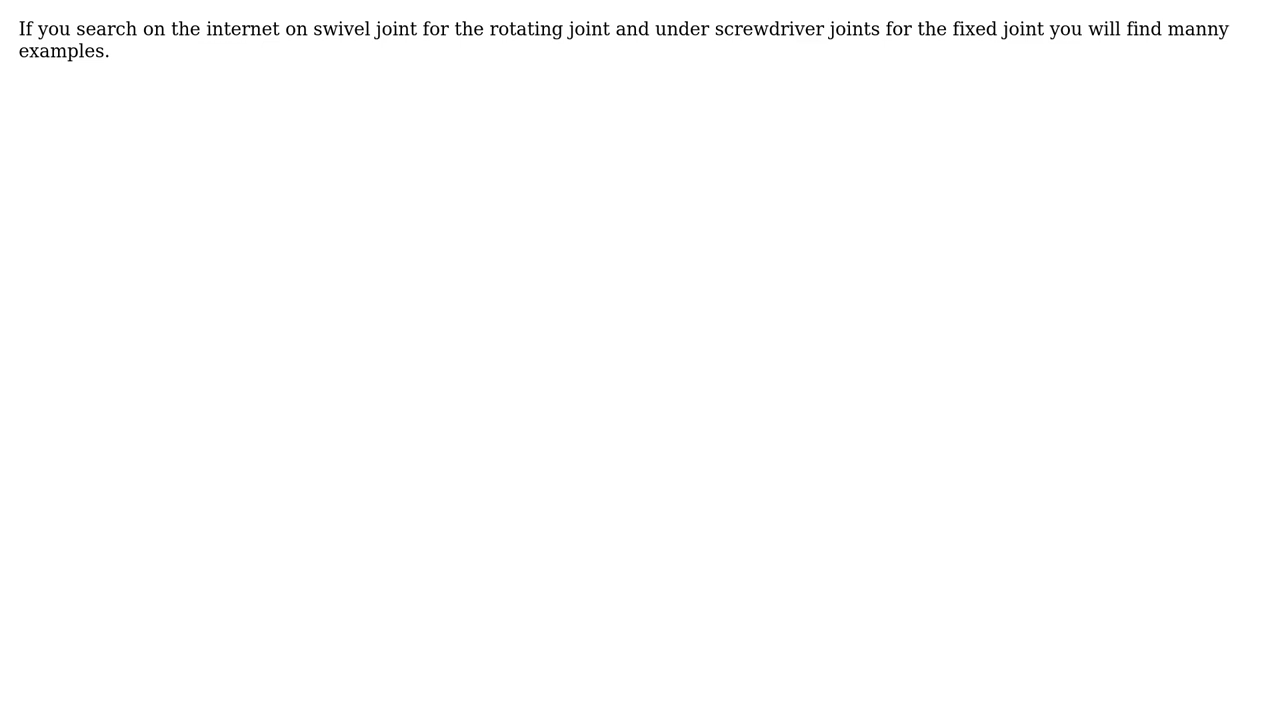 If you search on the internet on swivel joint for the rotating joint and under screwdriver joints for the fixed joint you will find manny
examples.